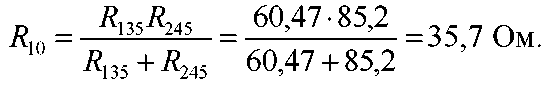 R₁₀ = R₁₃₅R₂₄₅ / (R₁₃₅ + R₂₄₅) = 60,47 · 85,2 / (60,47 + 85,2) = 35,7 Ом.